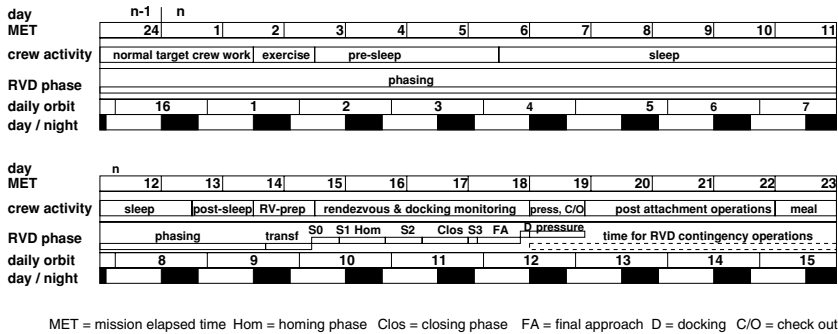 day n-1 n
MET 24 1 2 3 4 5 6 7 8 9 10 11
crew activity normal target crew work exercise pre-sleep sleep
RVD phase phasing
daily orbit 16 1 2 3 4 5 6 7
day / night
day n
MET 12 13 14 15 16 17 18 19 20 21 22 23
crew activity sleep post-sleep RV-prep rendezvous & docking monitoring press, C/O post attachment operations meal
RVD phase phasing transf S0 S1 Hom S2 Clos S3 FA D pressure time for RVD contingency operations
daily orbit 8 9 10 11 12 13 14 15
day / night
MET = mission elapsed time Hom = homing phase Clos = closing phase FA = final approach D = docking C/O = check out